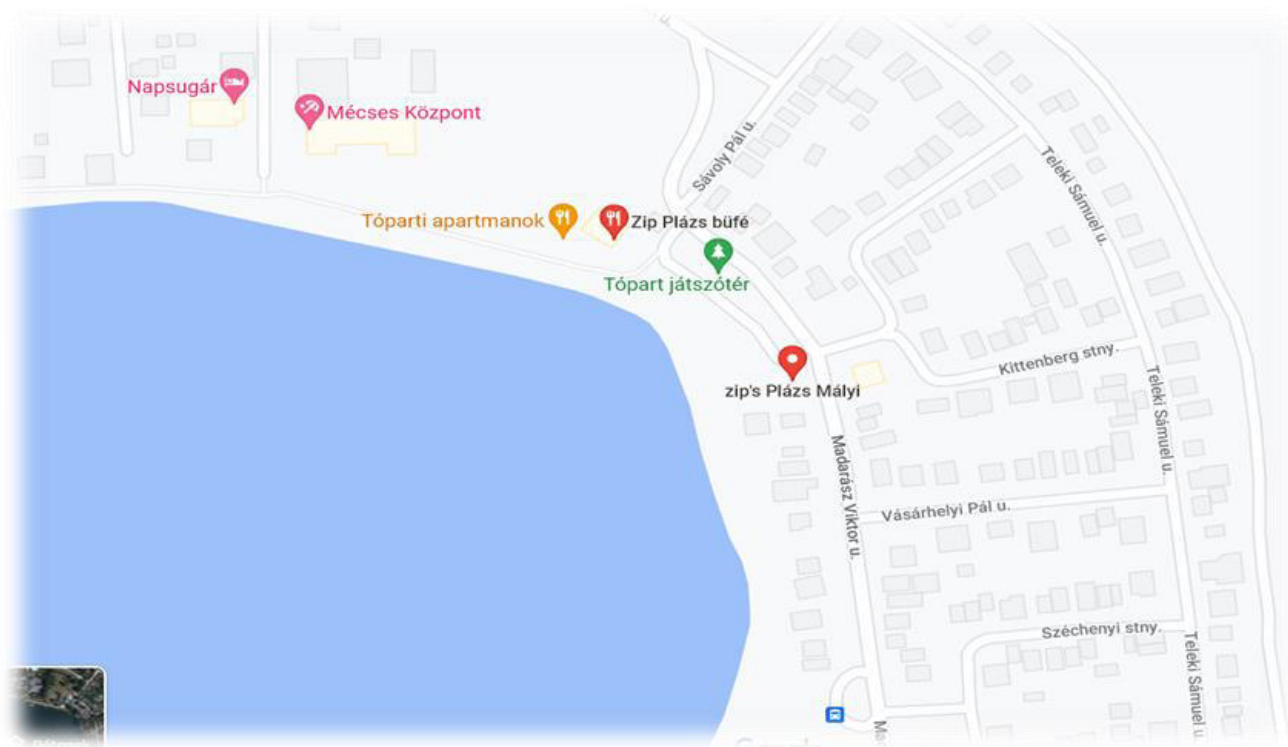 u.
Napsugár
Mécses Központ
Sávoly Pál u.
Teleki Sámuel u.
Tóparti apartmanok
Zip Plázs büfé
Tópart játszótér
Kittenberg stny.
zip's Plázs Mályi
Teleki Sámuel u.
Madarász Viktor u.
Vásárhelyi Pál u.
Széchenyi stny.
Teleki Sámuel u.